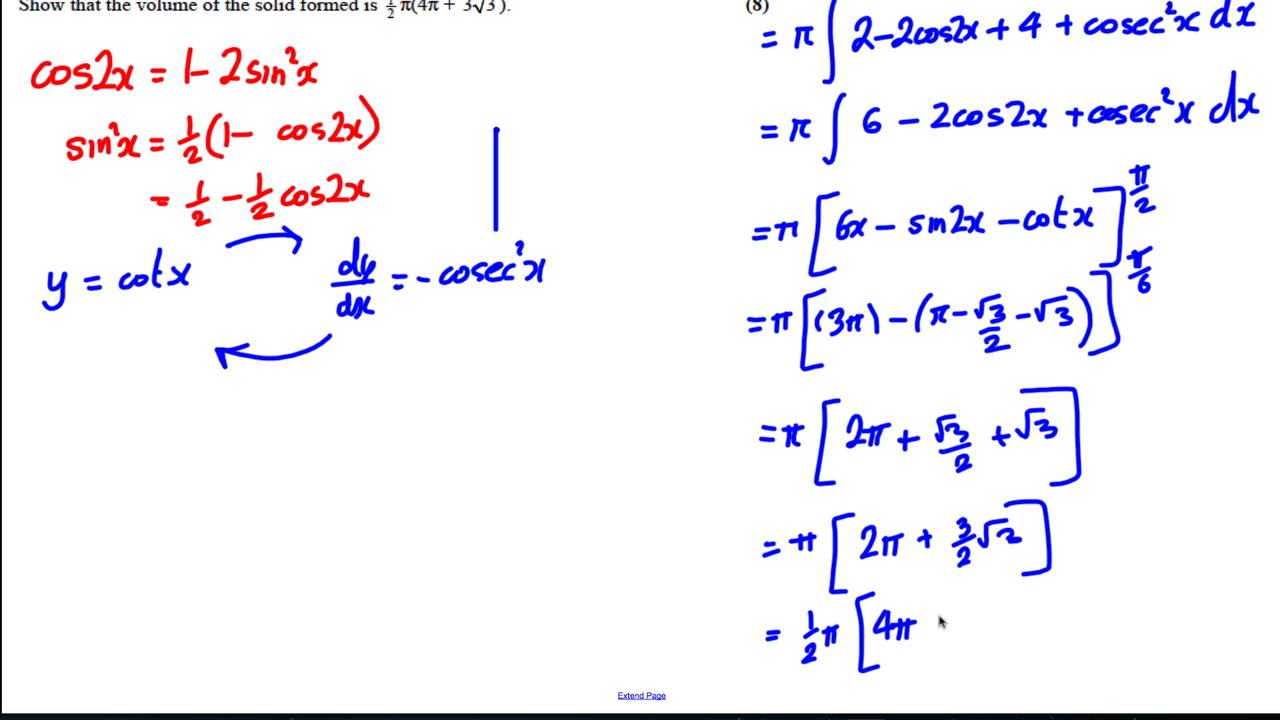 Show that the volume of the solid formed is ½π(4π + 3√3).
(8)
cos2x = 1 - 2sin²x
sin²x = ½(1 - cos2x)
= ½ - ½cos2x
y = cotx
dy/dx = -cosec²x
= π ∫ 2 - 2cos2x + 4 + cosec²x dx
= π ∫ 6 - 2cos2x + cosec²x dx
= π [6x - sin2x - cotx] π/2 π/6
= π [(3π) - (π - √3/2 - √3)]
= π [2π + √3/2 + √3]
= π [2π + 3/2 √3]
= ½π [4π
Extend Page